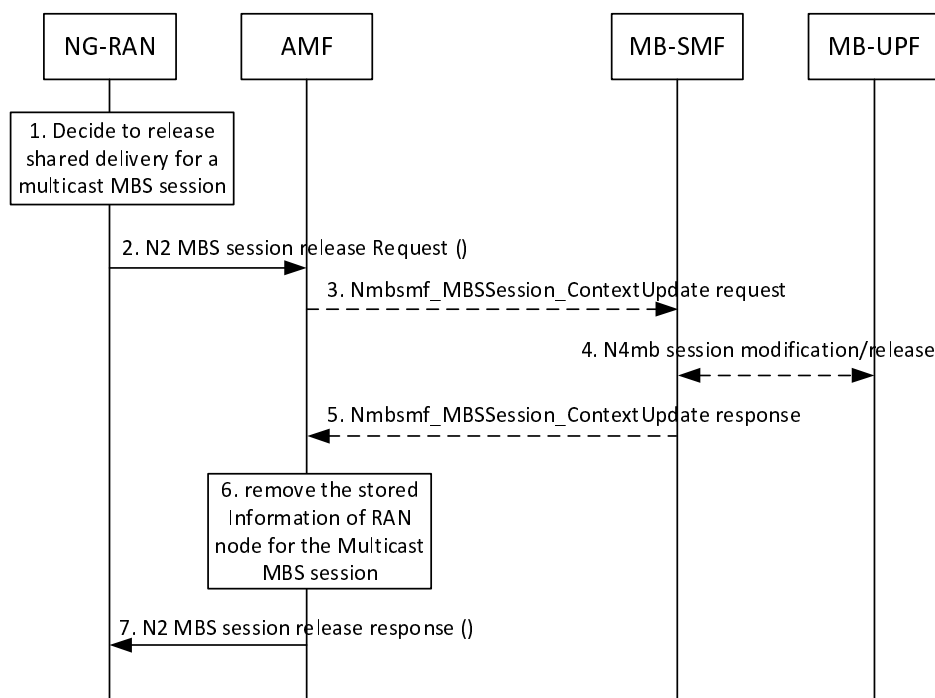 NG-RAN
AMF
MB-SMF
MB-UPF
1. Decide to release
shared delivery for a
multicast MBS session
2. N2 MBS session release Request ()
3. Nmbsmf_MBSSession_ContextUpdate request
4. N4mb session modification/release
5. Nmbsmf_MBSSession_ContextUpdate response
6. remove the stored
Information of RAN
node for the Multicast
MBS session
7. N2 MBS session release response ()